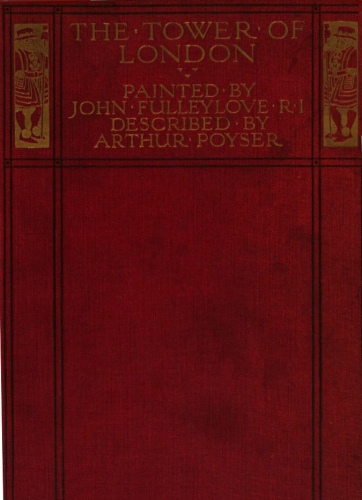 THE·TOWER·OF
LONDON
PAINTED·BY
JOHN·FULLEYLOVE·R·I
DESCRIBED·BY
ARTHUR·POYSER